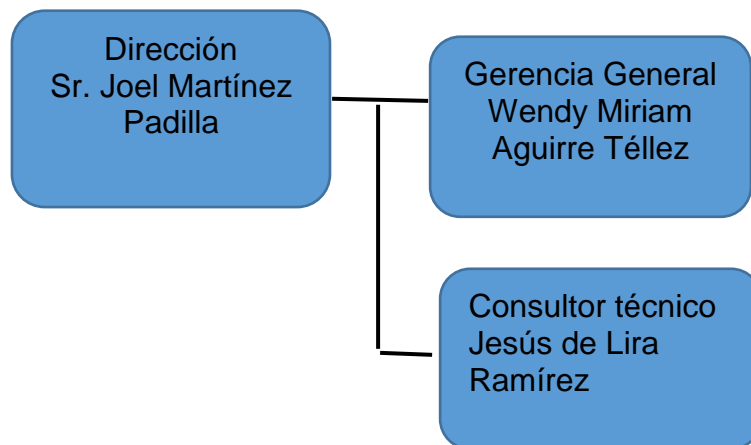 Dirección
Sr. Joel Martínez
Padilla
Gerencia General
Wendy Miriam
Aguirre Téllez
Consultor técnico
Jesús de Lira
Ramírez